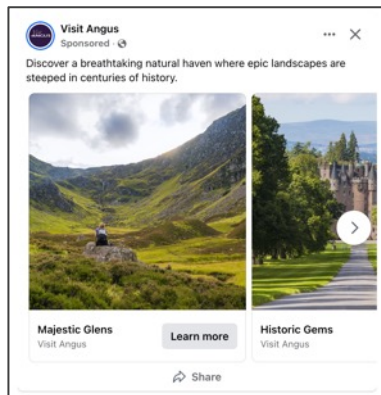 ANGUS
Visit Angus
Sponsored ·
Discover a breathtaking natural haven where epic landscapes are
steeped in centuries of history.
Majestic Glens
Visit Angus
Learn more
Historic Gems
Visit Angus
Share